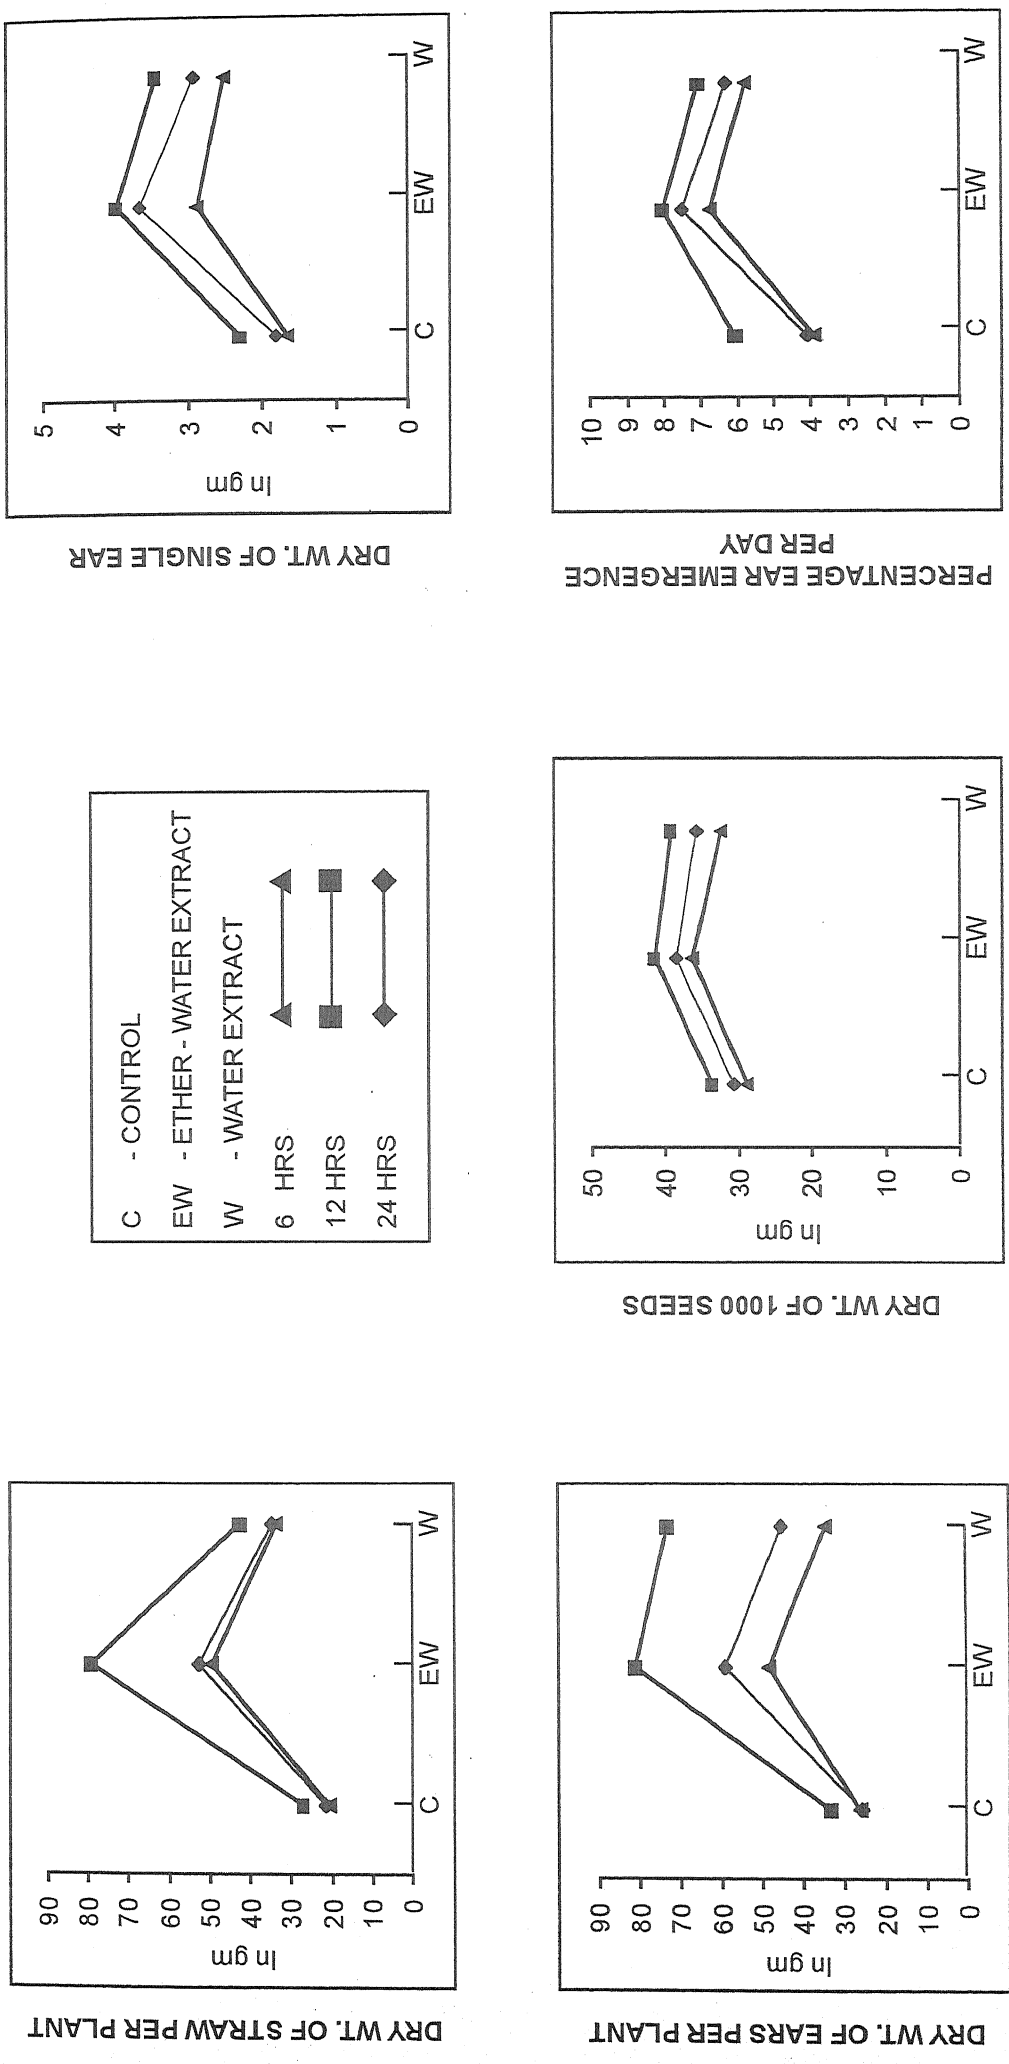 DRY WT. OF STRAW PER PLANT
In gm
90
80
70
60
50
40
30
20
10
0
C
EW
W
C - CONTROL
EW - ETHER - WATER EXTRACT
W - WATER EXTRACT
6 HRS
12 HRS
24 HRS
DRY WT. OF SINGLE EAR
In gm
5
4
3
2
1
0
C
EW
W
DRY WT. OF EARS PER PLANT
In gm
90
80
70
60
50
40
30
20
10
0
C
EW
W
DRY WT. OF 1000 SEEDS
In gm
50
40
30
20
10
0
C
EW
W
PERCENTAGE EAR EMERGENCE
PER DAY
10
9
8
7
6
5
4
3
2
1
0
C
EW
W